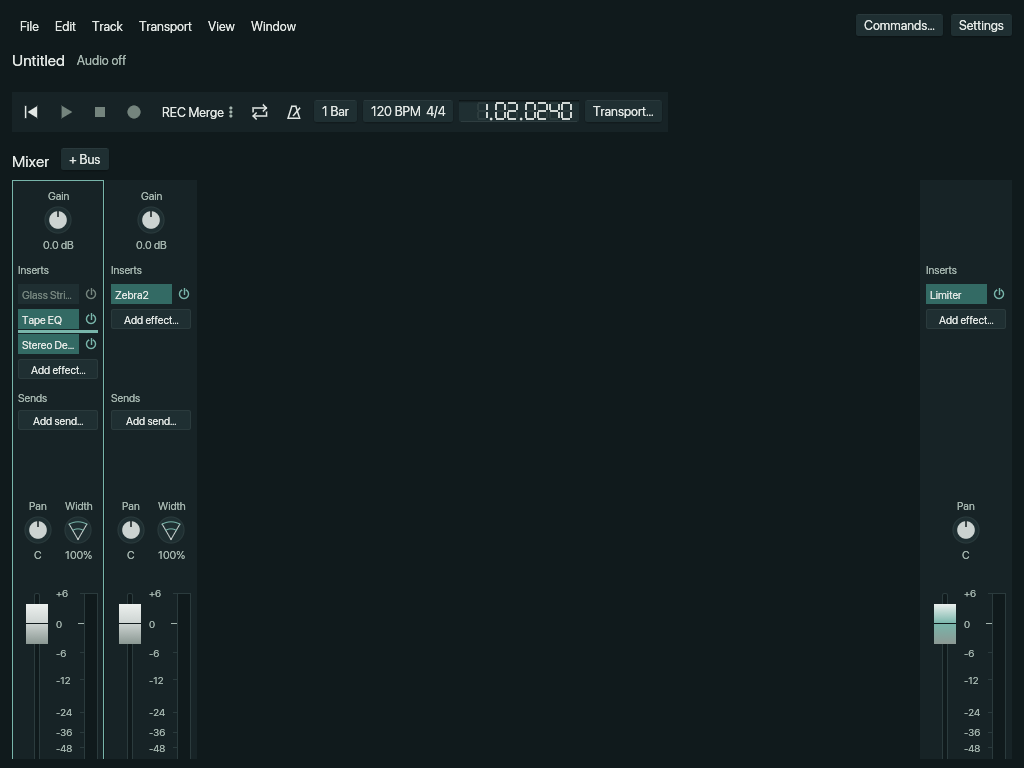 File Edit Track Transport View Window Commands... Settings
Untitled Audio off
REC Merge 1 Bar 120 BPM 4/4 1.02.0240 Transport...
Mixer + Bus
Gain Gain
0.0 dB 0.0 dB
Inserts Inserts Inserts
Glass Stri... Zebra2 Limiter
Tape EQ Add effect... Add effect...
Stereo De...
Add effect...
Sends Sends
Add send... Add send...
Pan Width Pan Width Pan
C 100% C 100% C
+6 +6 +6
0 0 0
-6 -6 -6
-12 -12 -12
-24 -24 -24
-36 -36 -36
-48 -48 -48